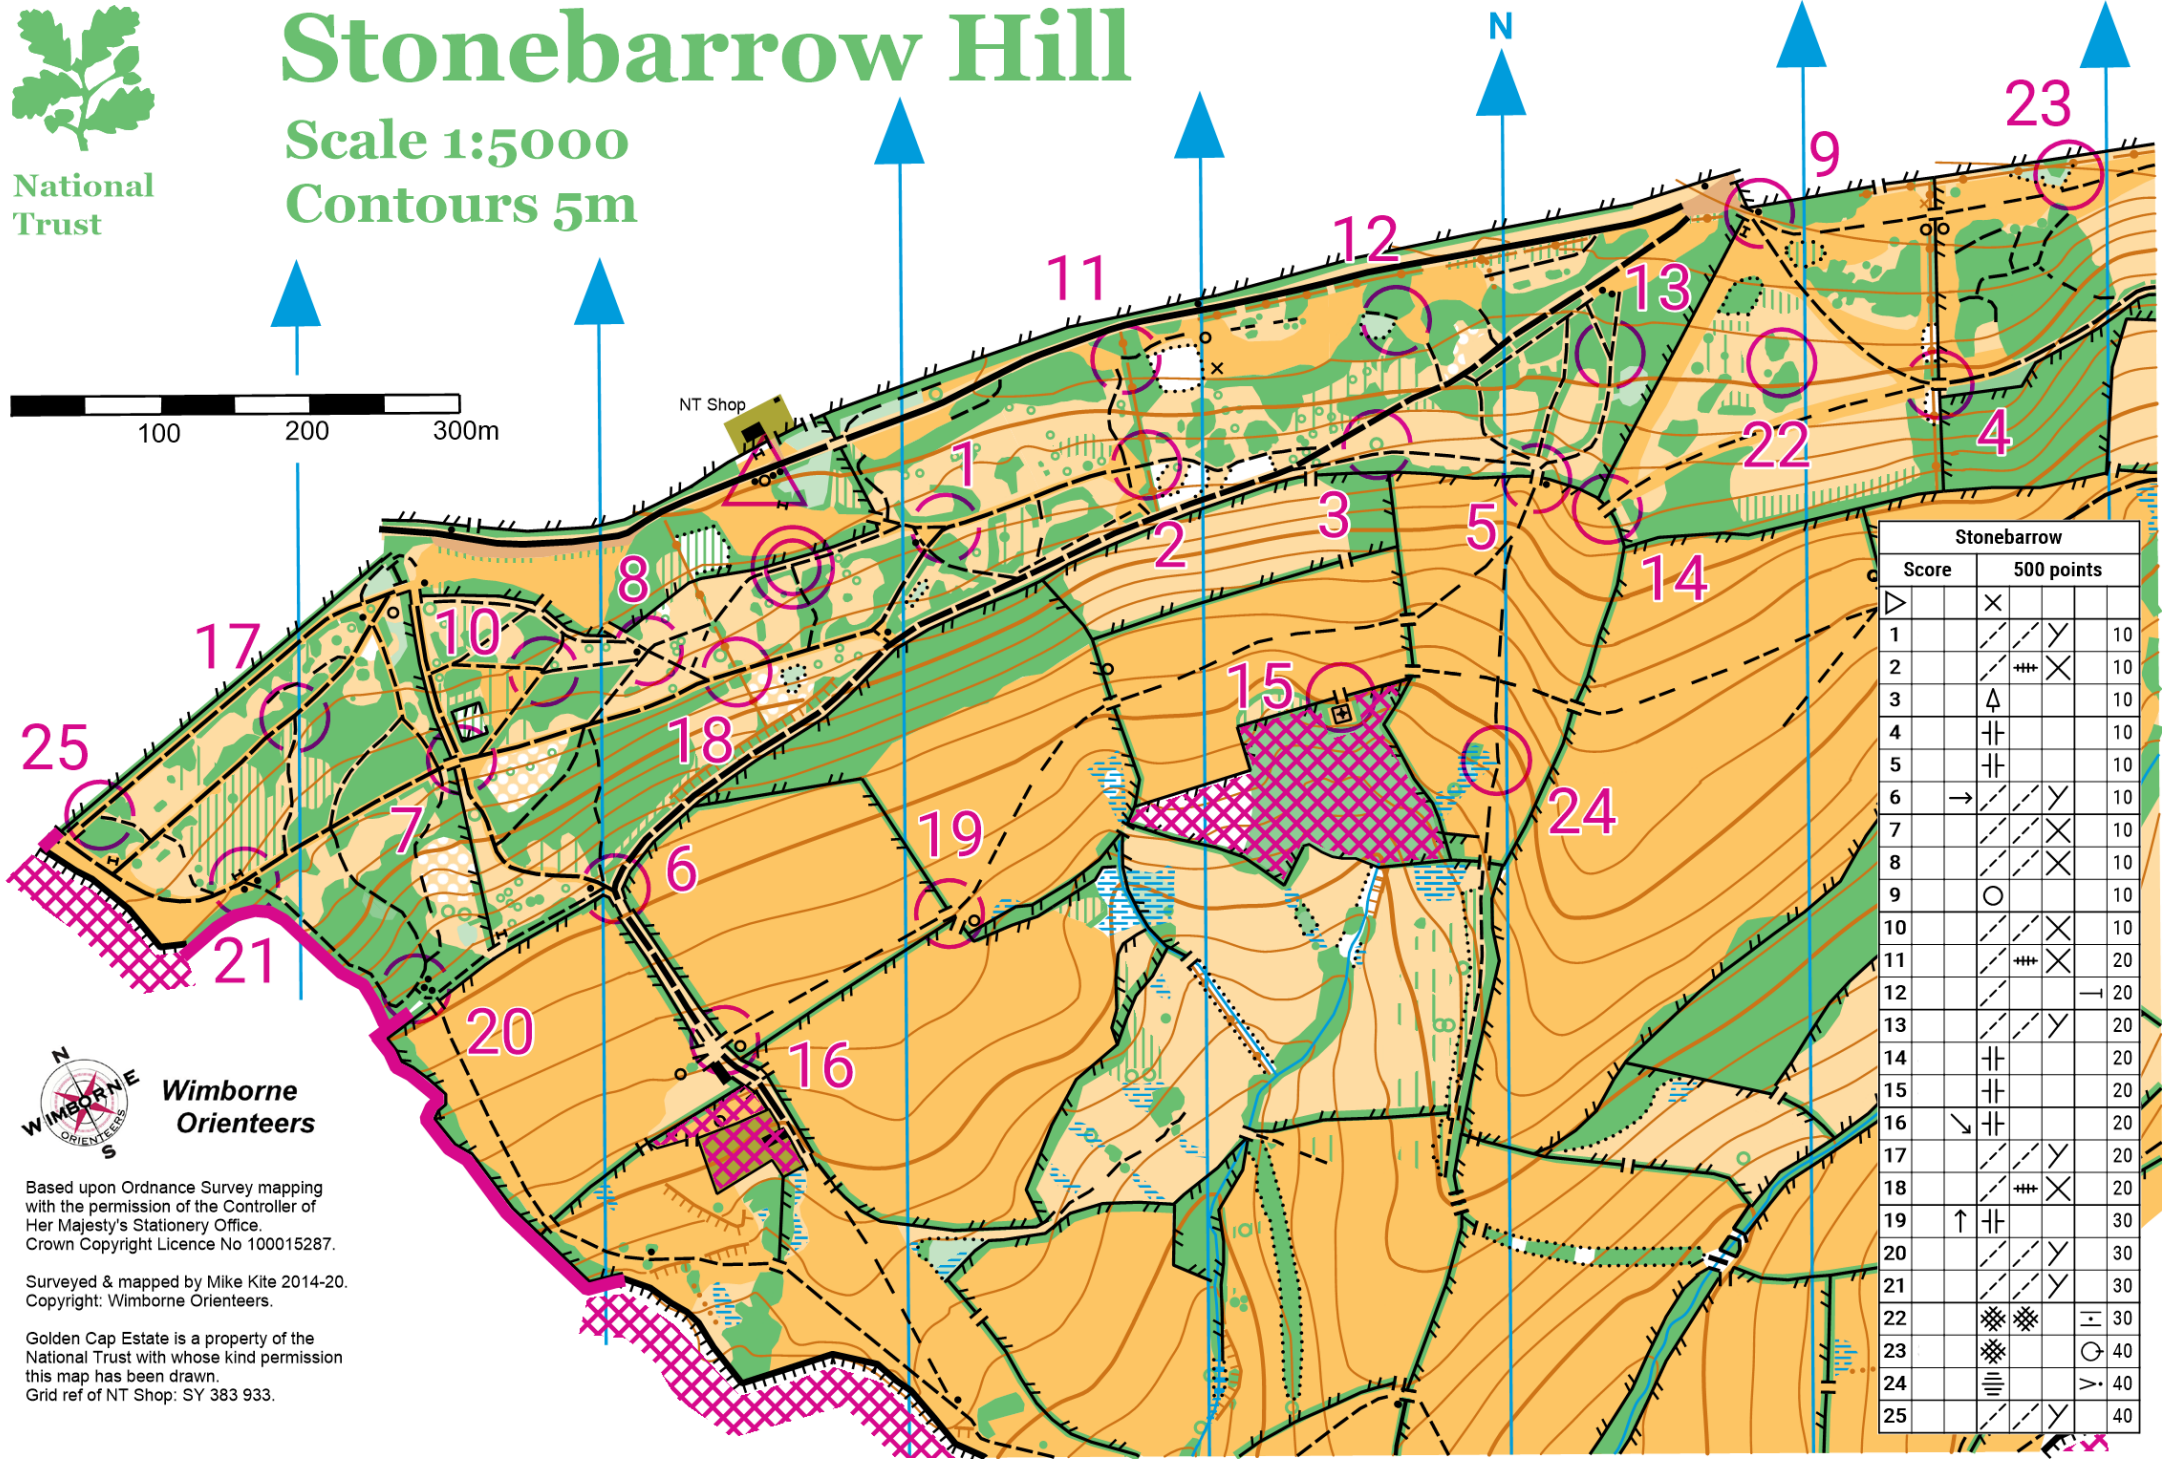 Stonebarrow Hill
Scale 1:5000
Contours 5m
National
Trust
N
23
9
12
11
13
NT Shop
100
200
300m
1
22
4
3
5
2
8
14
10
17
15
18
25
24
7
19
6
21
20
16
N
WIMBORNE
ORIENTEERS
S
Wimborne
Orienteers
Based upon Ordnance Survey mapping
with the permission of the Controller of
Her Majesty's Stationery Office.
Crown Copyright Licence No 100015287.
Surveyed & mapped by Mike Kite 2014-20.
Copyright: Wimborne Orienteers.
Golden Cap Estate is a property of the
National Trust with whose kind permission
this map has been drawn.
Grid ref of NT Shop: SY 383 933.
Stonebarrow
Score 500 points
1 10
2 10
3 10
4 10
5 10
6 10
7 10
8 10
9 10
10 10
11 20
12 20
13 20
14 20
15 20
16 20
17 20
18 20
19 30
20 30
21 30
22 30
23 40
24 40
25 40